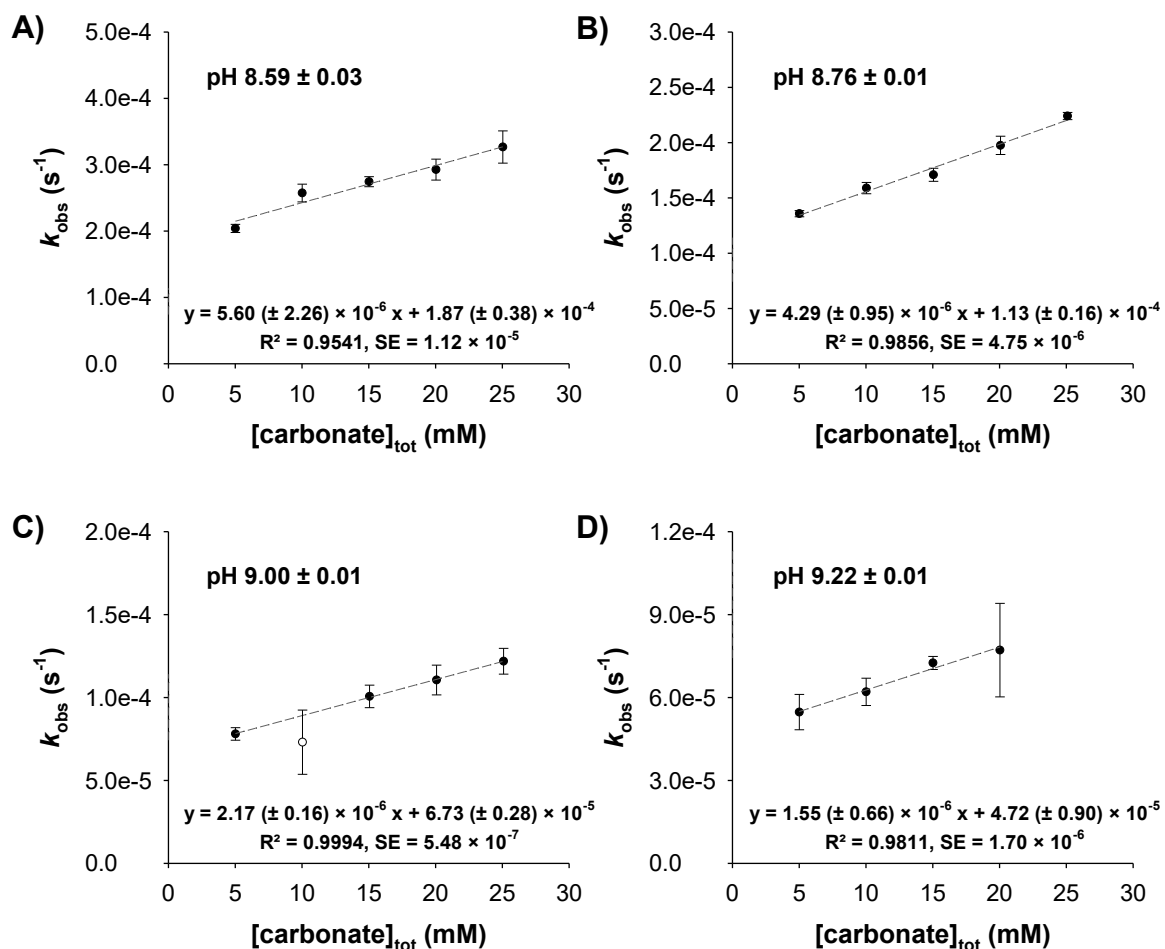 A)
5.0e-4
4.0e-4
3.0e-4
2.0e-4
1.0e-4
0.0
k_obs (s⁻¹)
pH 8.59 ± 0.03
y = 5.60 (± 2.26) × 10⁻⁶ x + 1.87 (± 0.38) × 10⁻⁴
R² = 0.9541, SE = 1.12 × 10⁻⁵
0 5 10 15 20 25 30
[carbonate]_tot (mM)
B)
3.0e-4
2.5e-4
2.0e-4
1.5e-4
1.0e-4
5.0e-5
0.0
k_obs (s⁻¹)
pH 8.76 ± 0.01
y = 4.29 (± 0.95) × 10⁻⁶ x + 1.13 (± 0.16) × 10⁻⁴
R² = 0.9856, SE = 4.75 × 10⁻⁶
0 5 10 15 20 25 30
[carbonate]_tot (mM)
C)
2.0e-4
1.5e-4
1.0e-4
5.0e-5
0.0
k_obs (s⁻¹)
pH 9.00 ± 0.01
y = 2.17 (± 0.16) × 10⁻⁶ x + 6.73 (± 0.28) × 10⁻⁵
R² = 0.9994, SE = 5.48 × 10⁻⁷
0 5 10 15 20 25 30
[carbonate]_tot (mM)
D)
1.2e-4
9.0e-5
6.0e-5
3.0e-5
0.0
k_obs (s⁻¹)
pH 9.22 ± 0.01
y = 1.55 (± 0.66) × 10⁻⁶ x + 4.72 (± 0.90) × 10⁻⁵
R² = 0.9811, SE = 1.70 × 10⁻⁶
0 5 10 15 20 25 30
[carbonate]_tot (mM)